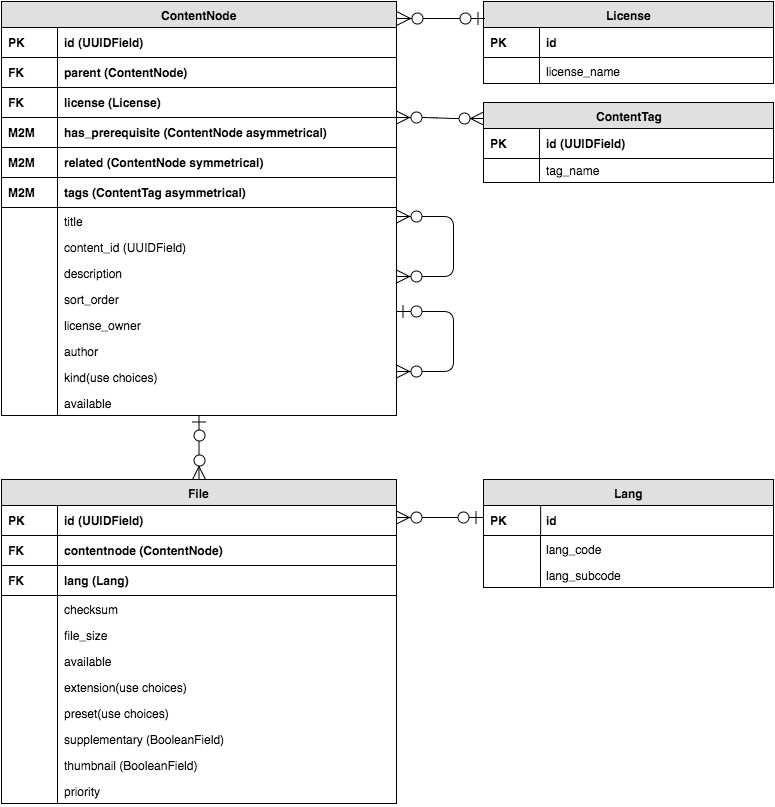 ContentNode
PK id (UUIDField)
FK parent (ContentNode)
FK license (License)
M2M has_prerequisite (ContentNode asymmetrical)
M2M related (ContentNode symmetrical)
M2M tags (ContentTag asymmetrical)
title
content_id (UUIDField)
description
sort_order
license_owner
author
kind(use choices)
available
License
PK id
license_name
ContentTag
PK id (UUIDField)
tag_name
File
PK id (UUIDField)
FK contentnode (ContentNode)
FK lang (Lang)
checksum
file_size
available
extension(use choices)
preset(use choices)
supplementary (BooleanField)
thumbnail (BooleanField)
priority
Lang
PK id
lang_code
lang_subcode